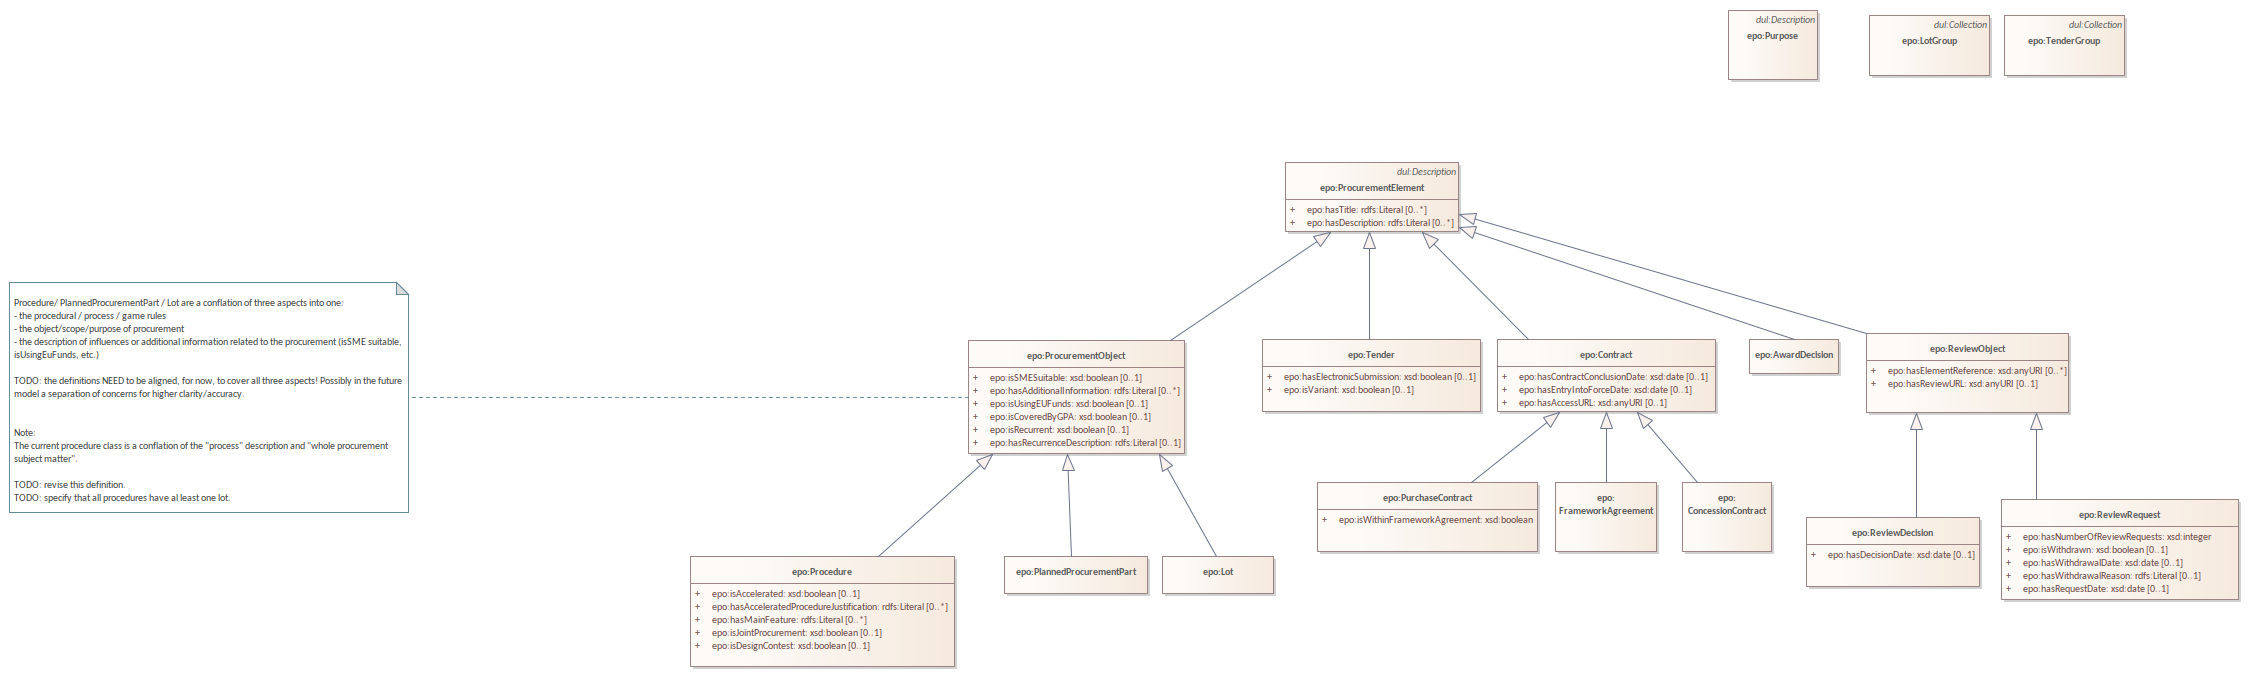 dul:Description
epo:Purpose
dul:Collection
epo:LotGroup
dul:Collection
epo:TenderGroup
dul:Description
epo:ProcurementElement
+ epo:hasTitle: rdfs:Literal [0..*]
+ epo:hasDescription: rdfs:Literal [0..*]
Procedure/ PlannedProcurementPart / Lot are a conflation of three aspects into one:
- the procedural / process / game rules
- the object/scope/purpose of procurement
- the description of influences or additional information related to the procurement (isSME suitable,
isUsingEuFunds, etc.)
TODO: the definitions NEED to be aligned, for now, to cover all three aspects! Possibly in the future
model a separation of concerns for higher clarity/accuracy.
Note:
The current procedure class is a conflation of the "process" description and "whole procurement
subject matter".
TODO: revise this definition.
TODO: specify that all procedures have al least one lot.
epo:ProcurementObject
+ epo:isSMESuitable: xsd:boolean [0..1]
+ epo:hasAdditionalInformation: rdfs:Literal [0..*]
+ epo:isUsingEUFunds: xsd:boolean [0..1]
+ epo:isCoveredByGPA: xsd:boolean [0..1]
+ epo:isRecurrent: xsd:boolean [0..1]
+ epo:hasRecurrenceDescription: rdfs:Literal [0..1]
epo:Tender
+ epo:hasElectronicSubmission: xsd:boolean [0..1]
+ epo:isVariant: xsd:boolean [0..1]
epo:Contract
+ epo:hasContractConclusionDate: xsd:date [0..1]
+ epo:hasEntryIntoForceDate: xsd:date [0..1]
+ epo:hasAccessURL: xsd:anyURI [0..1]
epo:AwardDecision
epo:ReviewObject
+ epo:hasElementReference: xsd:anyURI [0..*]
+ epo:hasReviewURL: xsd:anyURI [0..1]
epo:PurchaseContract
+ epo:isWithinFrameworkAgreement: xsd:boolean
epo:
FrameworkAgreement
epo:
ConcessionContract
epo:ReviewDecision
+ epo:hasDecisionDate: xsd:date [0..1]
epo:ReviewRequest
+ epo:hasNumberOfReviewRequests: xsd:integer
+ epo:isWithdrawn: xsd:boolean [0..1]
+ epo:hasWithdrawalDate: xsd:date [0..1]
+ epo:hasWithdrawalReason: rdfs:Literal [0..1]
+ epo:hasRequestDate: xsd:date [0..1]
epo:Procedure
+ epo:isAccelerated: xsd:boolean [0..1]
+ epo:hasAcceleratedProcedureJustification: rdfs:Literal [0..*]
+ epo:hasMainFeature: rdfs:Literal [0..*]
+ epo:isJointProcurement: xsd:boolean [0..1]
+ epo:isDesignContest: xsd:boolean [0..1]
epo:PlannedProcurementPart
epo:Lot